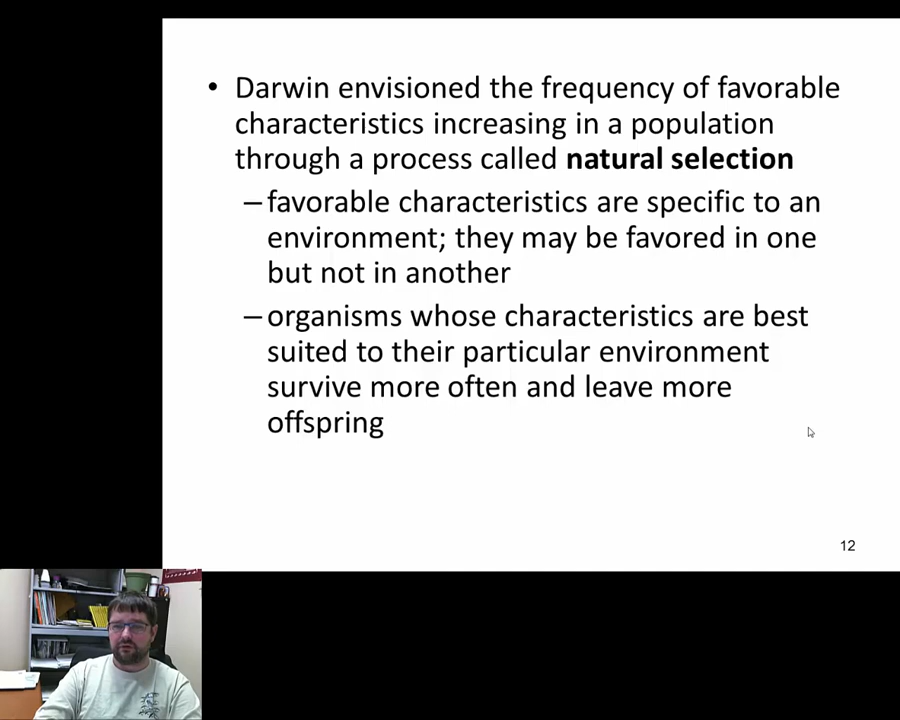 • Darwin envisioned the frequency of favorable
characteristics increasing in a population
through a process called natural selection
–favorable characteristics are specific to an
environment; they may be favored in one
but not in another
–organisms whose characteristics are best
suited to their particular environment
survive more often and leave more
offspring
12